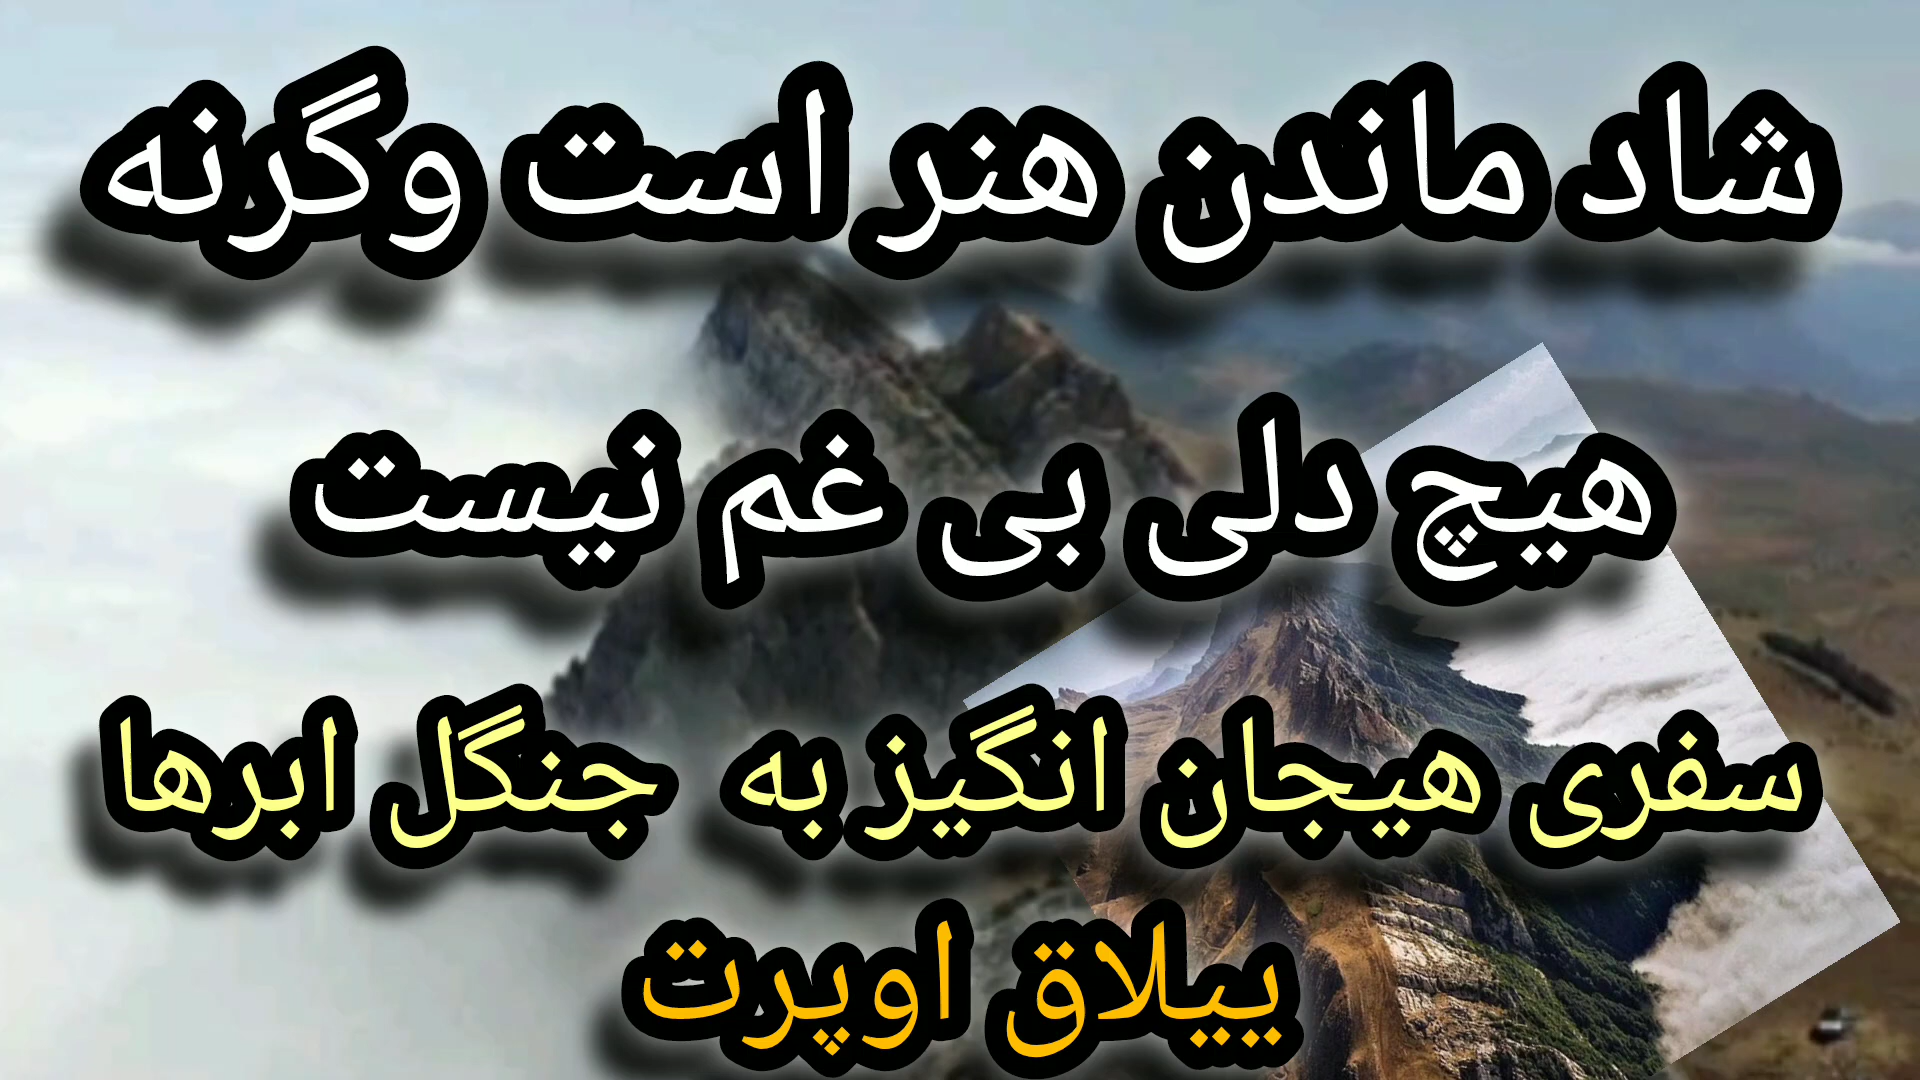 شاد ماندن هنر است وگرنه
هیچ دلی بی غم نیست
سفری هیجان انگیز به جنگل ابرها
ییلاق اوپرت